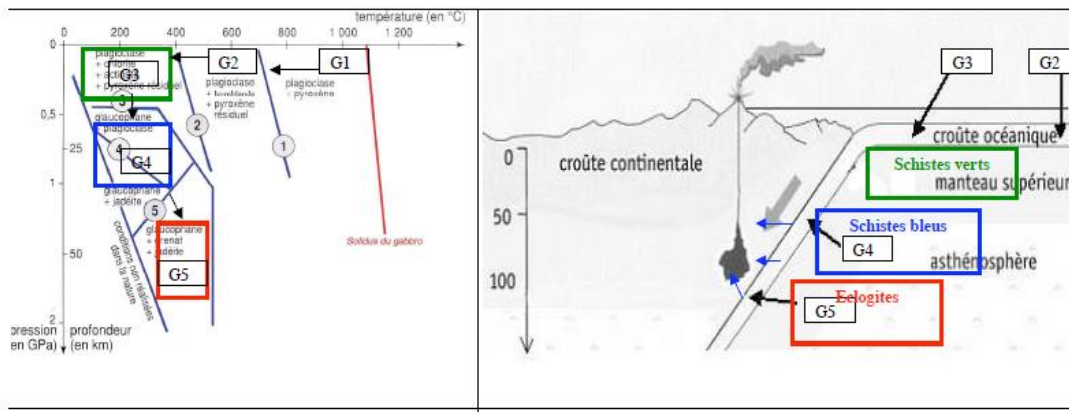 température (en °C)
0 200 400 600 800 1 000 1 200
0
plagioclase
+ chlorite
G3
+ pyroxène résiduel
G2
G1
plagioclase
+ hornblende
+ pyroxène
résiduel
plagioclase
+ pyroxène
3
0,5
glaucophane
+ plagioclase
2
1
4
25
G4
1
glaucophane
+ jadéite
5
glaucophane
+ grenat
+ jadéite
conditions non réalisées
dans la nature
50
G5
Solidus du gabbro
2
pression
(en GPa)
profondeur
(en km)
G3
G2
croûte océanique
0
croûte continentale
Schistes verts
manteau supérieur
50
Schistes bleus
G4
asthénosphère
100
Eclogites
G5